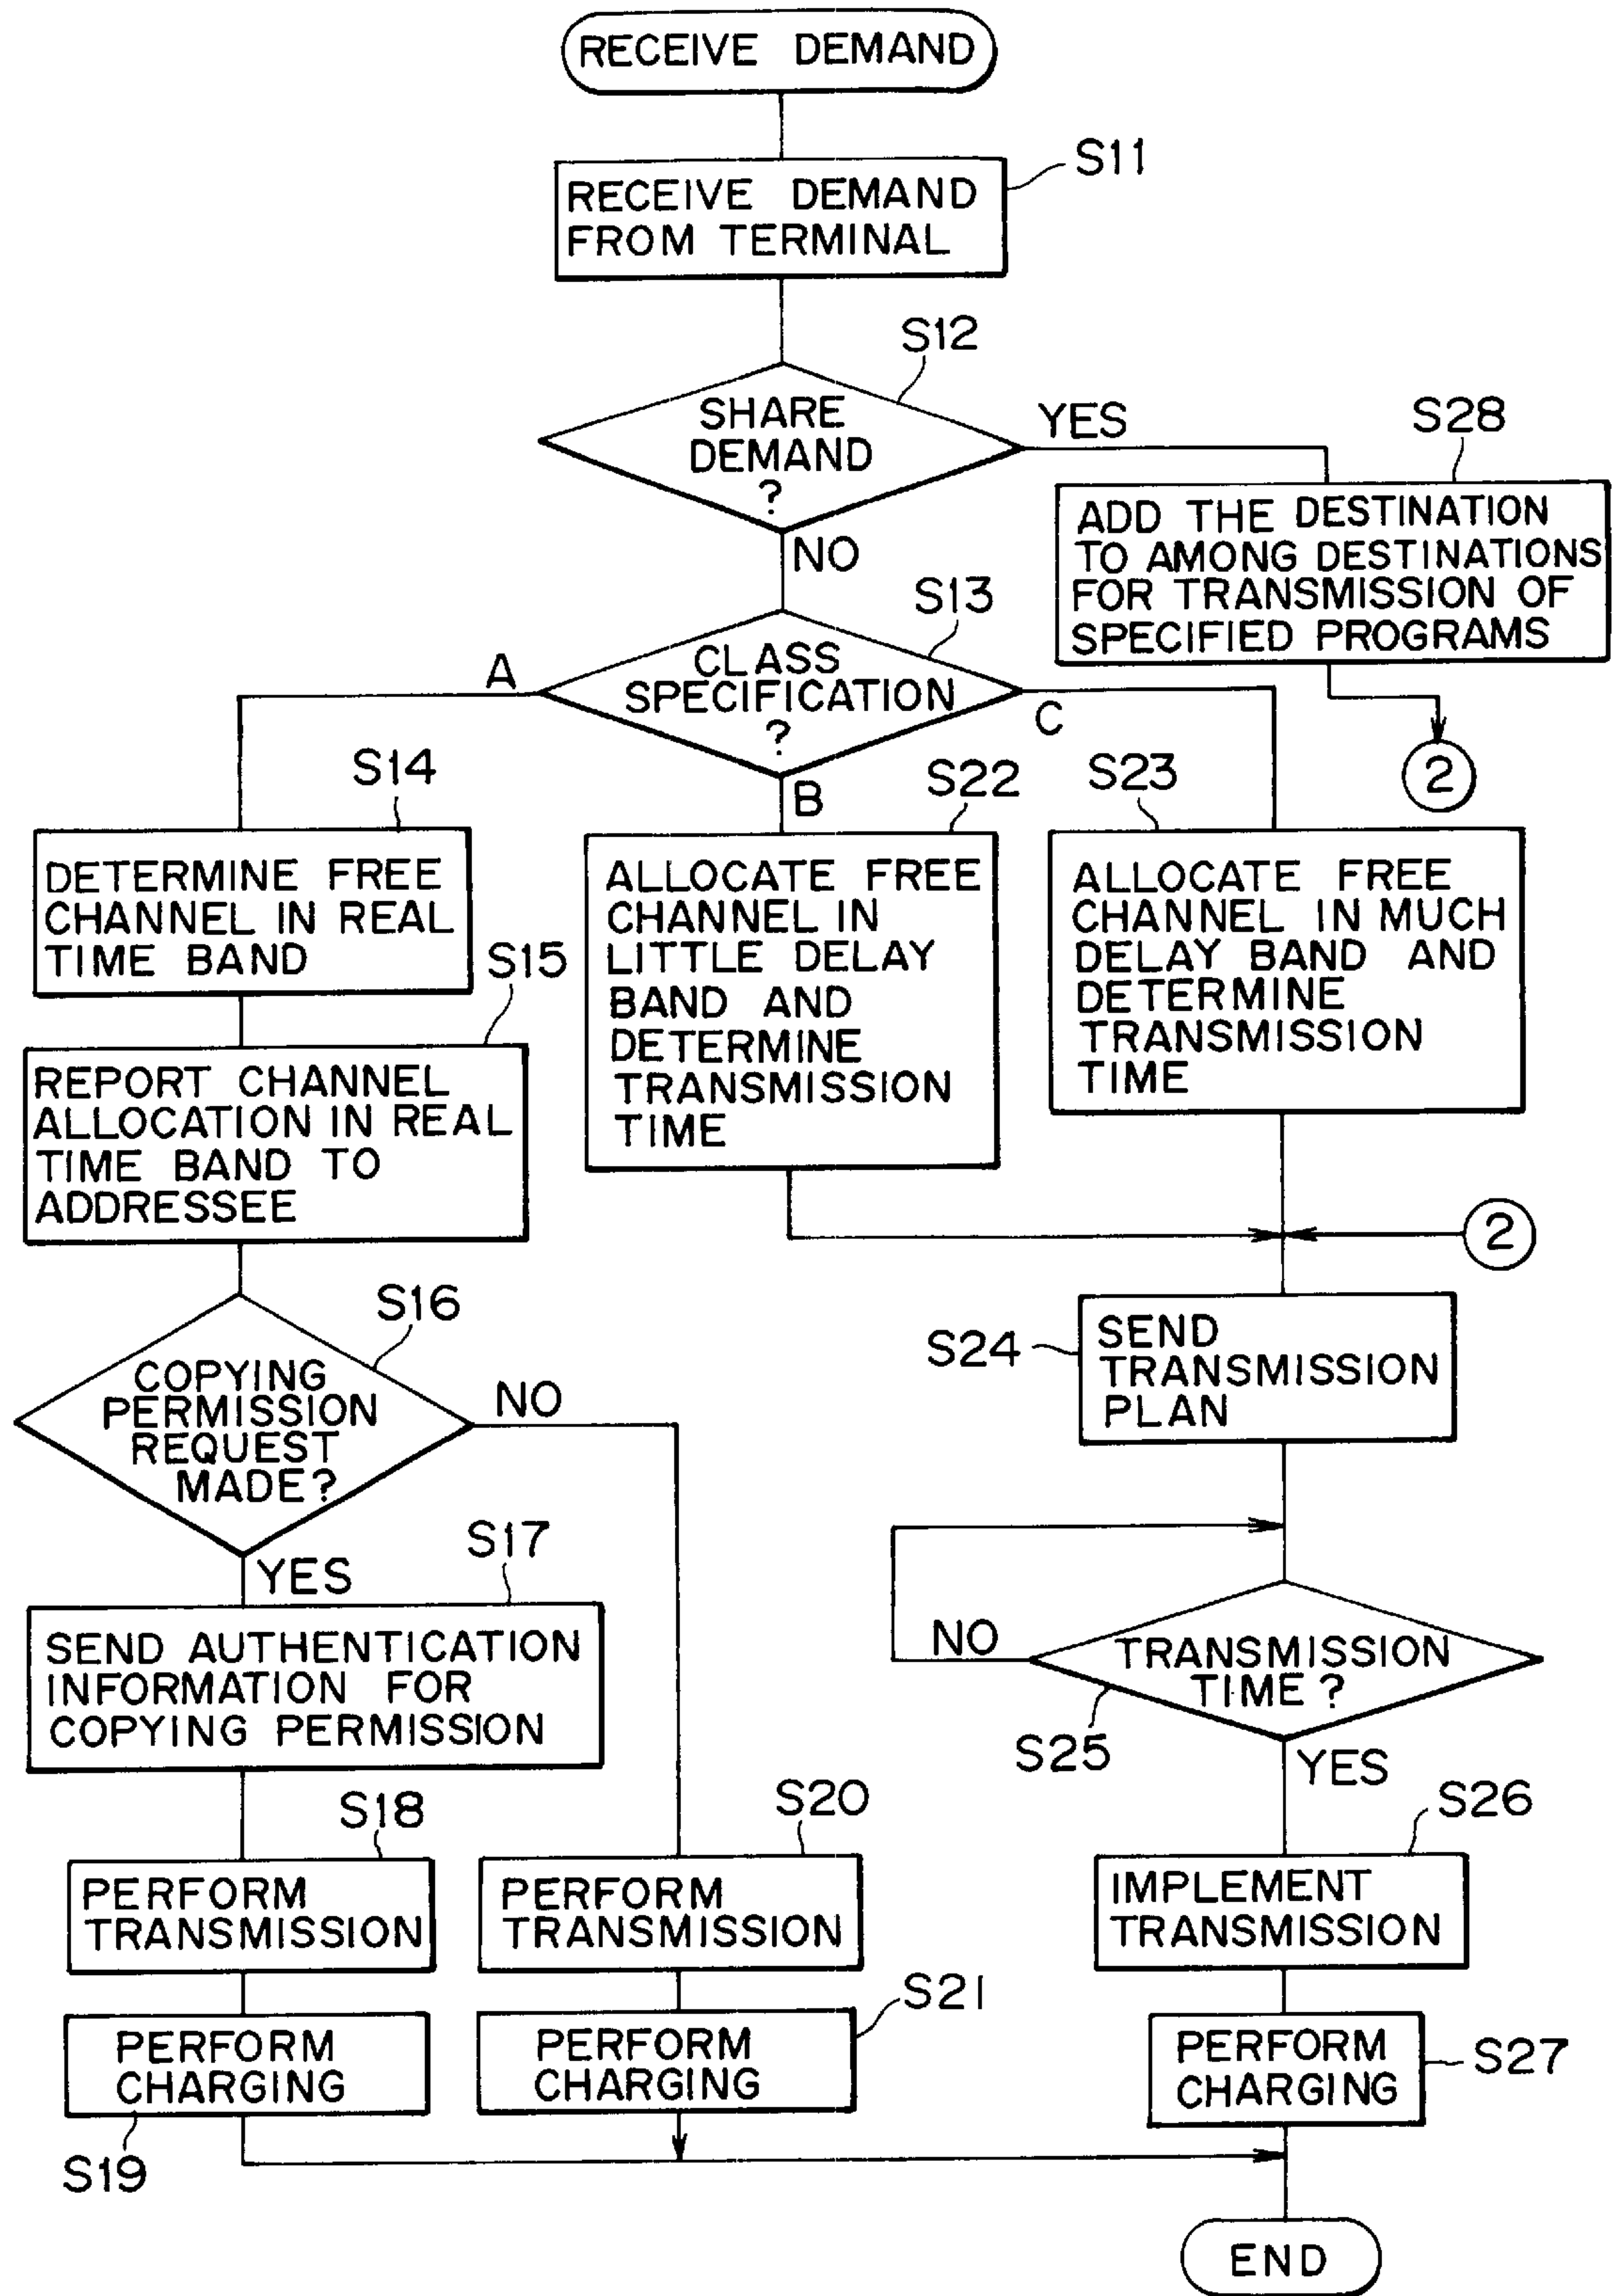 RECEIVE DEMAND
S11
RECEIVE DEMAND
FROM TERMINAL
S12
SHARE
DEMAND
?
YES
NO
S28
ADD THE DESTINATION
TO AMONG DESTINATIONS
FOR TRANSMISSION OF
SPECIFIED PROGRAMS
2
S13
CLASS
SPECIFICATION
?
A
B
C
S14
DETERMINE FREE
CHANNEL IN REAL
TIME BAND
S22
ALLOCATE FREE
CHANNEL IN
LITTLE DELAY
BAND AND
DETERMINE
TRANSMISSION
TIME
S23
ALLOCATE FREE
CHANNEL IN MUCH
DELAY BAND AND
DETERMINE
TRANSMISSION
TIME
S15
REPORT CHANNEL
ALLOCATION IN REAL
TIME BAND TO
ADDRESSEE
2
S16
COPYING
PERMISSION
REQUEST
MADE?
NO
YES
S24
SEND
TRANSMISSION
PLAN
S17
SEND AUTHENTICATION
INFORMATION FOR
COPYING PERMISSION
NO
TRANSMISSION
TIME?
S25
YES
S18
PERFORM
TRANSMISSION
S20
PERFORM
TRANSMISSION
S26
IMPLEMENT
TRANSMISSION
PERFORM
CHARGING
S19
S21
PERFORM
CHARGING
PERFORM
CHARGING
S27
END